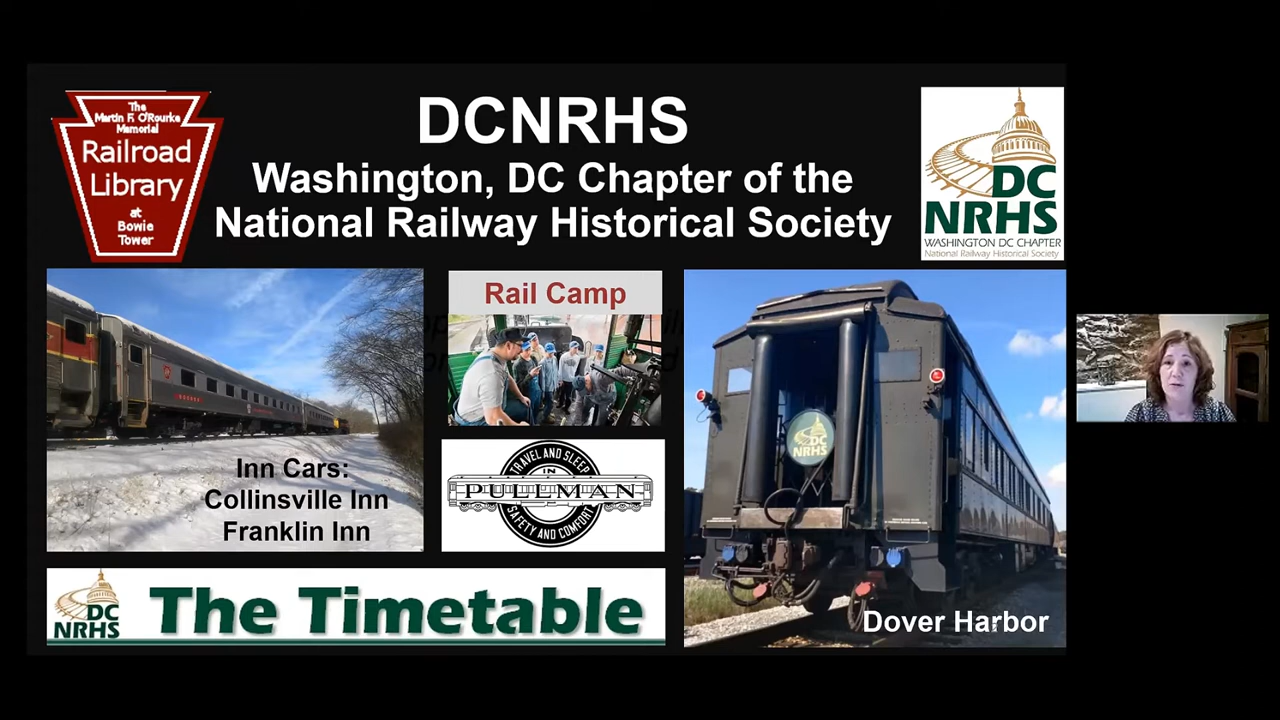 The
Martin F. O'Rourke
Memorial
Railroad
Library
at
Bowie
Tower
DCNRHS
Washington, DC Chapter of the
National Railway Historical Society
DC
NRHS
WASHINGTON DC CHAPTER
National Railway Historical Society
Inn Cars:
Collinsville Inn
Franklin Inn
Rail Camp
TRAVEL AND SLEEP
IN
PULLMAN
SAFETY AND COMFORT
DC
NRHS
Dover Harbor
DC
NRHS
The Timetable